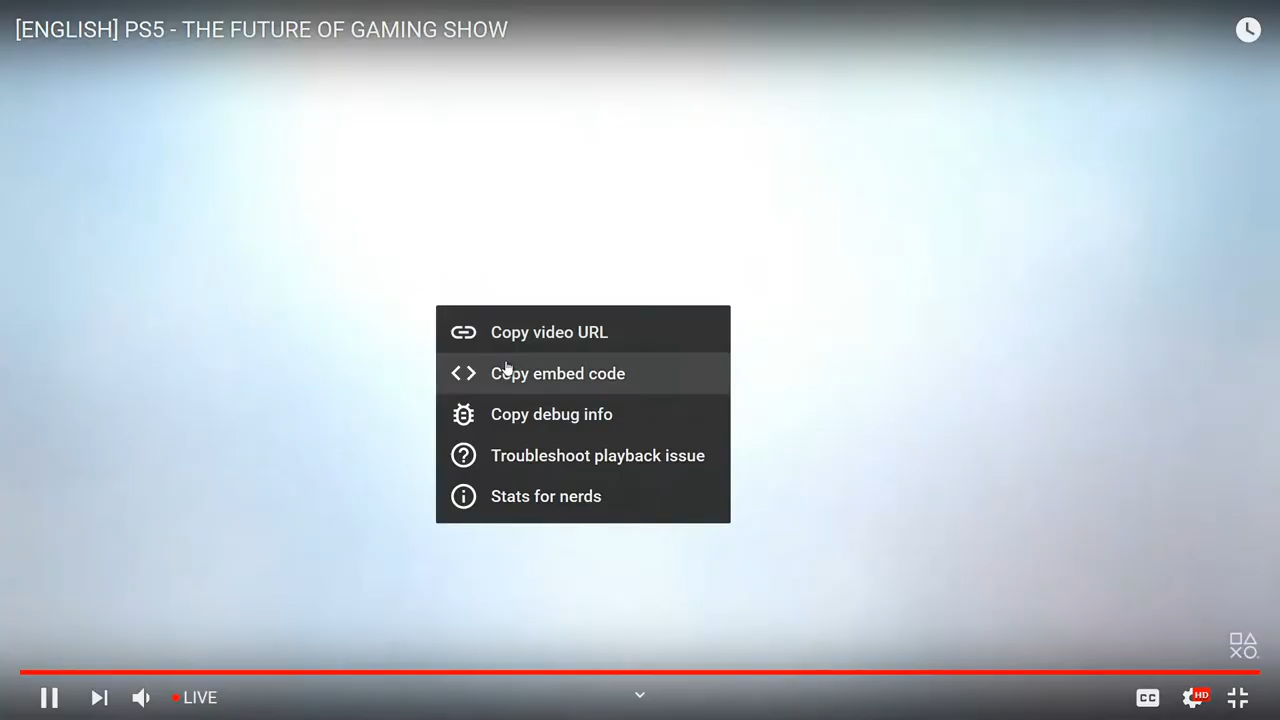 [ENGLISH] PS5 - THE FUTURE OF GAMING SHOW
Copy video URL
Copy embed code
Copy debug info
Troubleshoot playback issue
Stats for nerds
LIVE
CC
HD